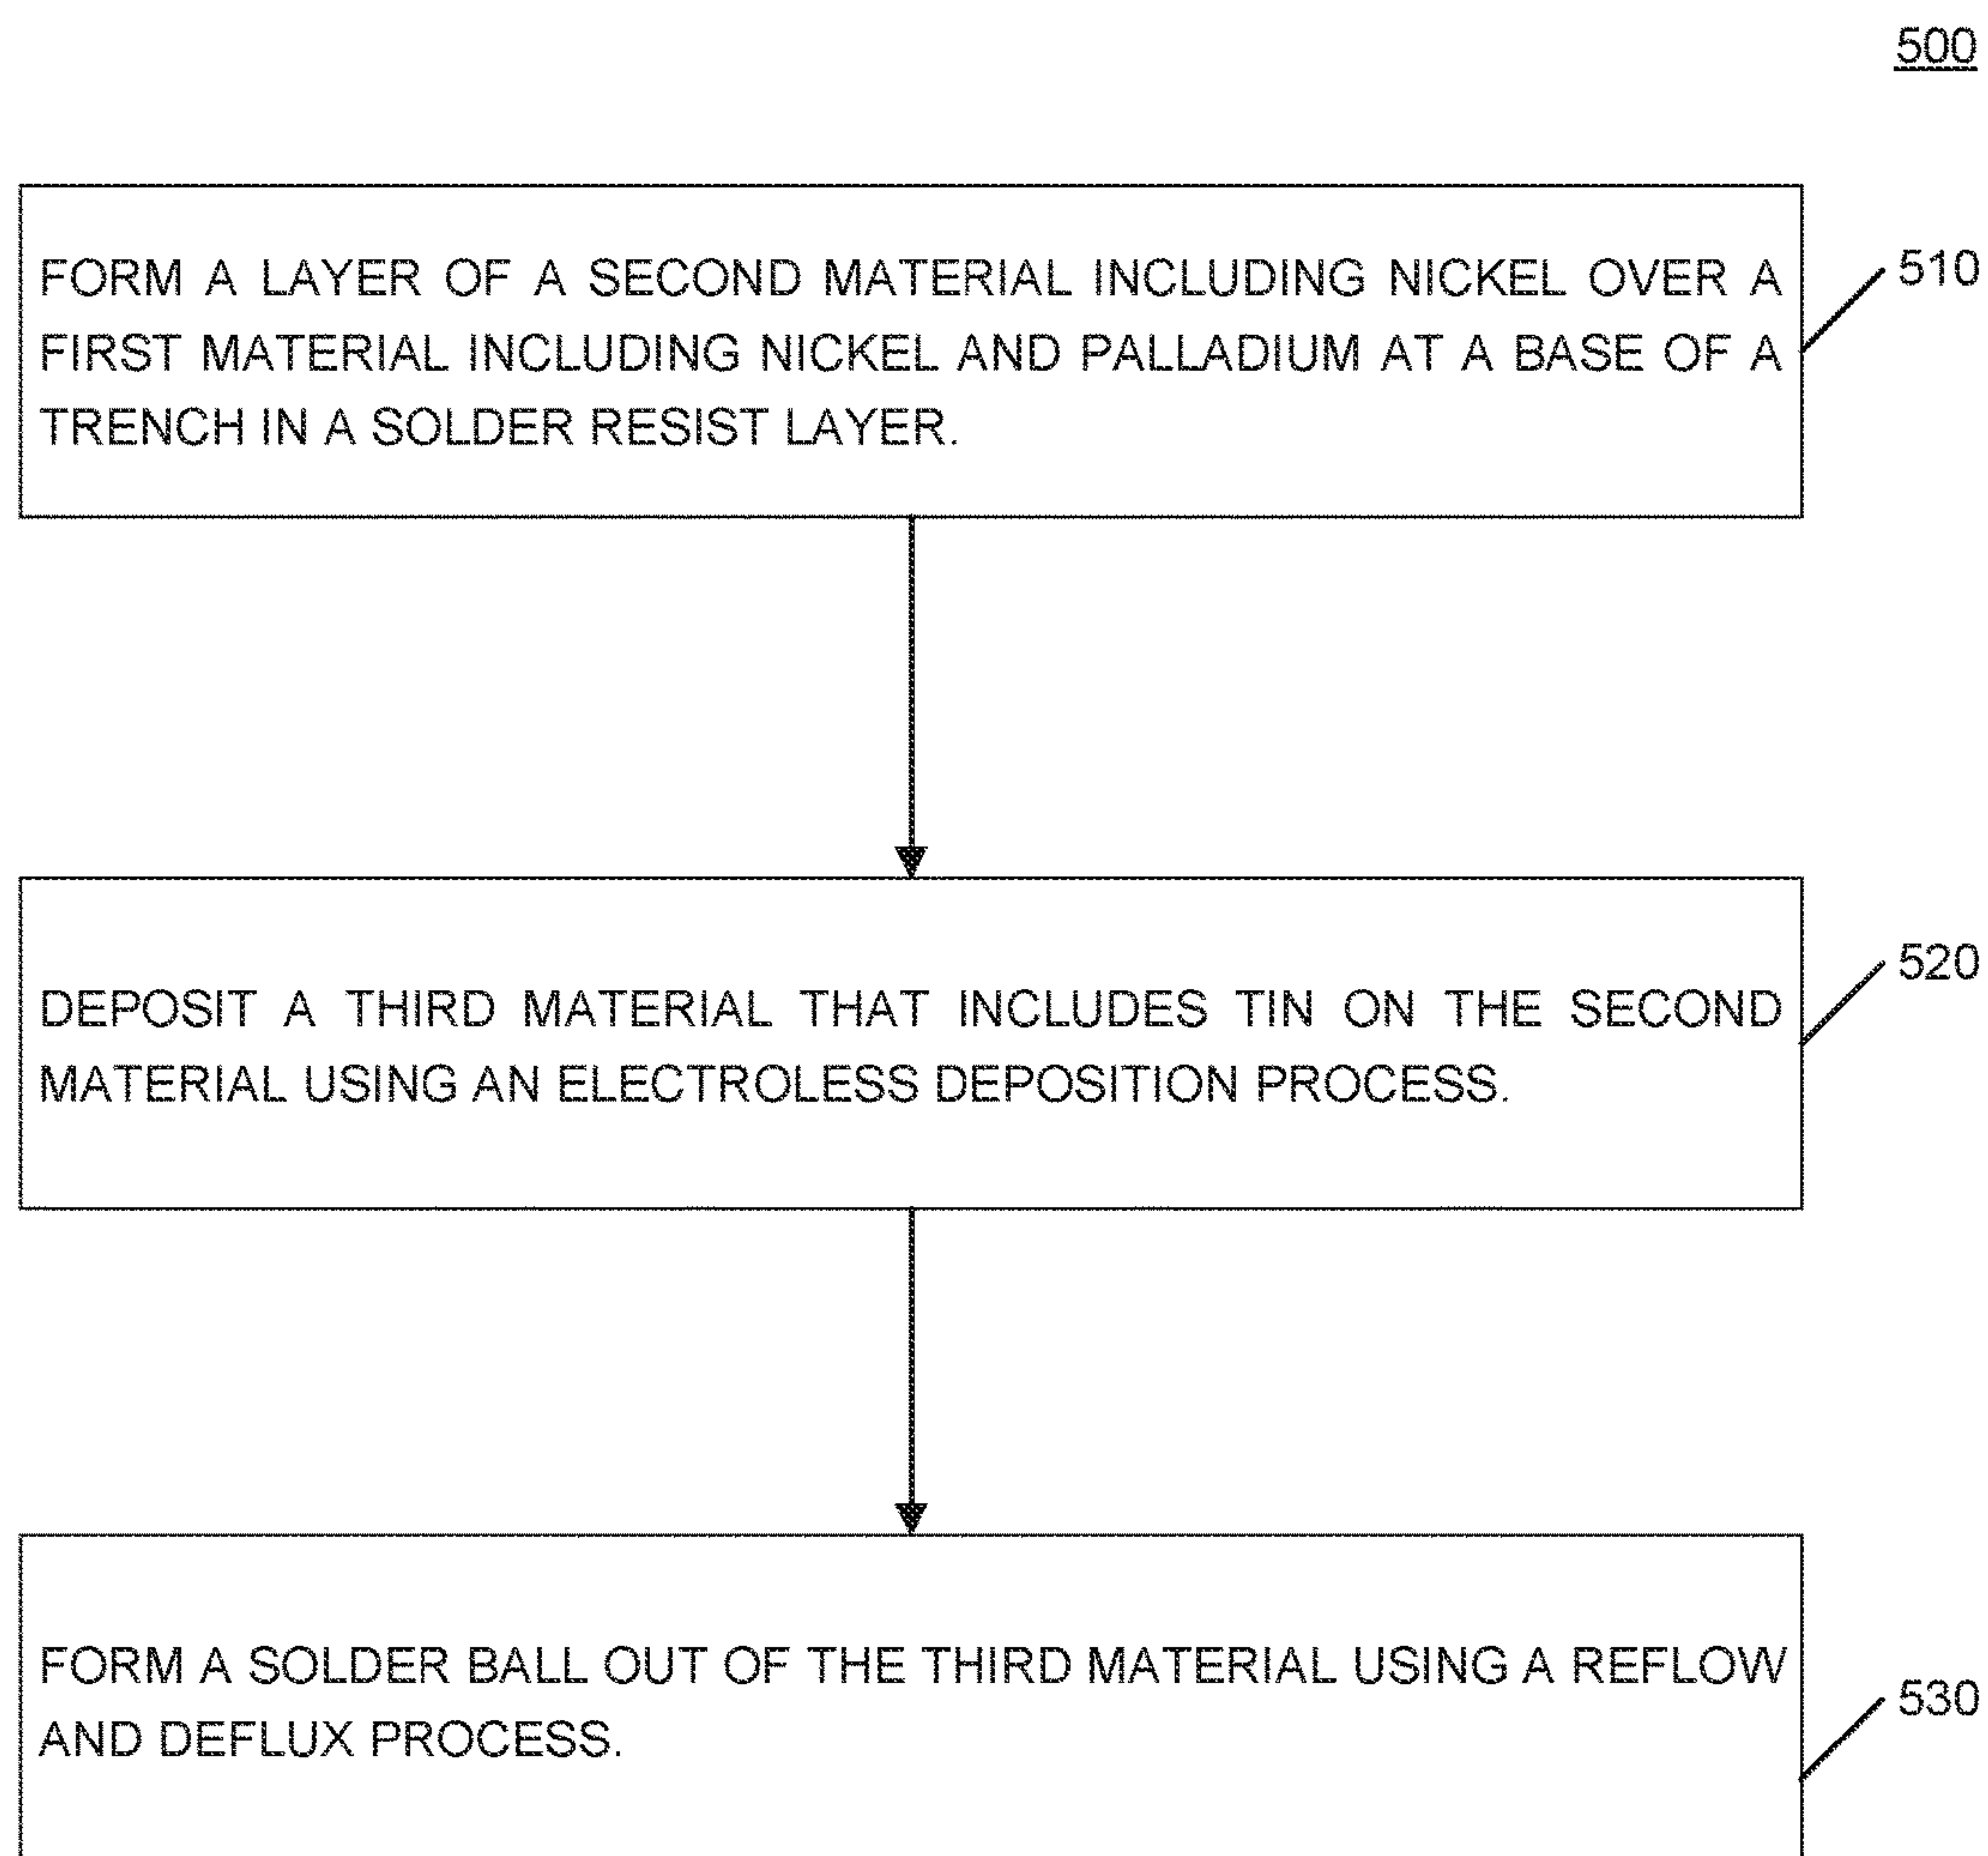 500
FORM A LAYER OF A SECOND MATERIAL INCLUDING NICKEL OVER A
FIRST MATERIAL INCLUDING NICKEL AND PALLADIUM AT A BASE OF A
TRENCH IN A SOLDER RESIST LAYER.
510
DEPOSIT A THIRD MATERIAL THAT INCLUDES TIN ON THE SECOND
MATERIAL USING AN ELECTROLESS DEPOSITION PROCESS.
520
FORM A SOLDER BALL OUT OF THE THIRD MATERIAL USING A REFLOW
AND DEFLUX PROCESS.
530